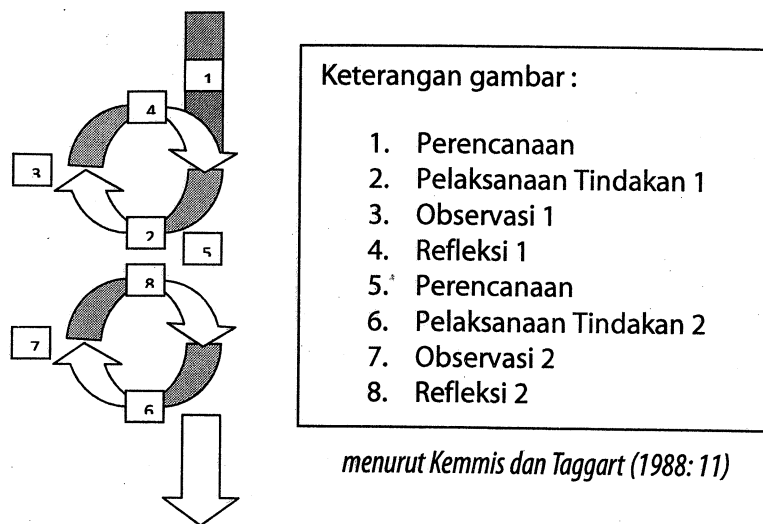 1
4
3
2
5
8
7
6
Keterangan gambar :
1. Perencanaan
2. Pelaksanaan Tindakan 1
3. Observasi 1
4. Refleksi 1
5. Perencanaan
6. Pelaksanaan Tindakan 2
7. Observasi 2
8. Refleksi 2
menurut Kemmis dan Taggart (1988: 11)